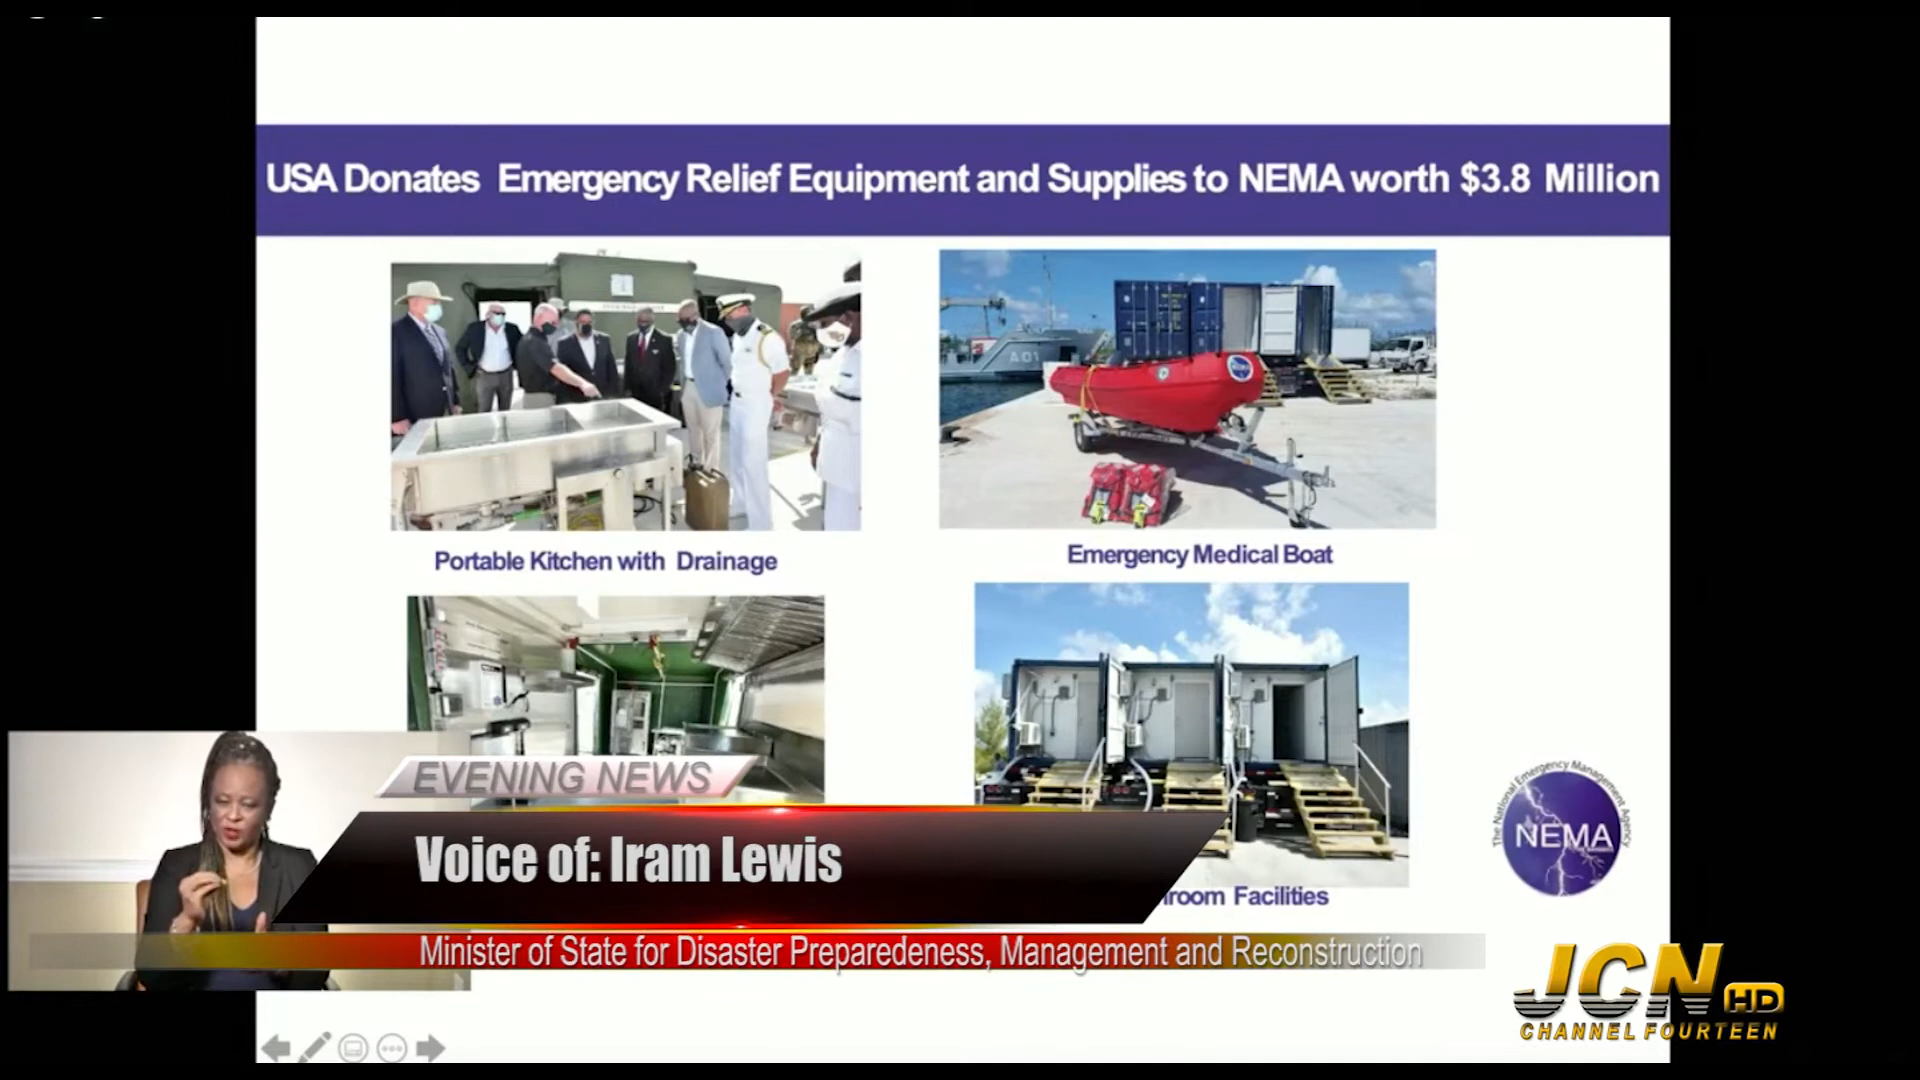 USA Donates Emergency Relief Equipment and Supplies to NEMA worth $3.8 Million
A01
Portable Kitchen with Drainage
Emergency Medical Boat
The National Emergency Management Agency
NEMA
EVENING NEWS
Voice of: Iram Lewis
room Facilities
Minister of State for Disaster Preparedeness, Management and Reconstruction
JCN HD
CHANNEL FOURTEEN